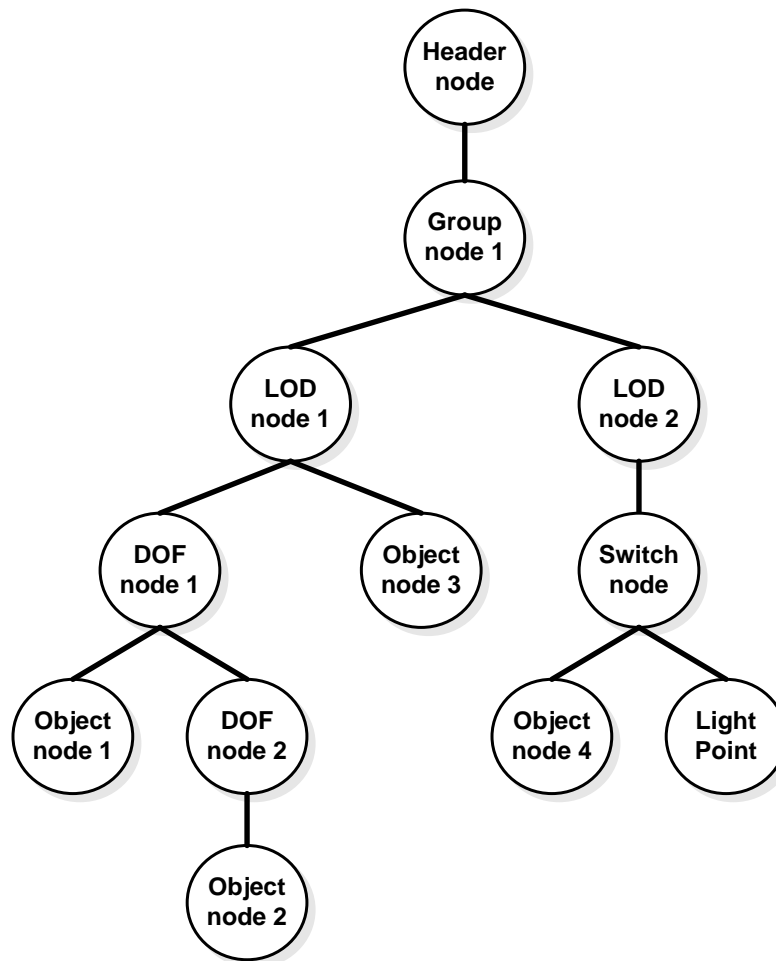 Header
node
Group
node 1
LOD
node 1
LOD
node 2
DOF
node 1
Object
node 3
Switch
node
Object
node 1
DOF
node 2
Object
node 4
Light
Point
Object
node 2